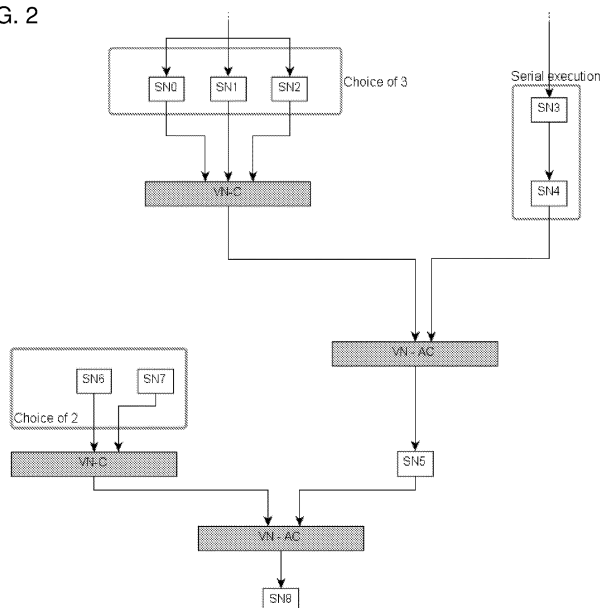 G. 2
SN0
SN1
SN2
Choice of 3
Serial execution
SN3
VN-C
SN4
VN - AC
SN6
SN7
Choice of 2
VN-C
SN5
VN - AC
SN8